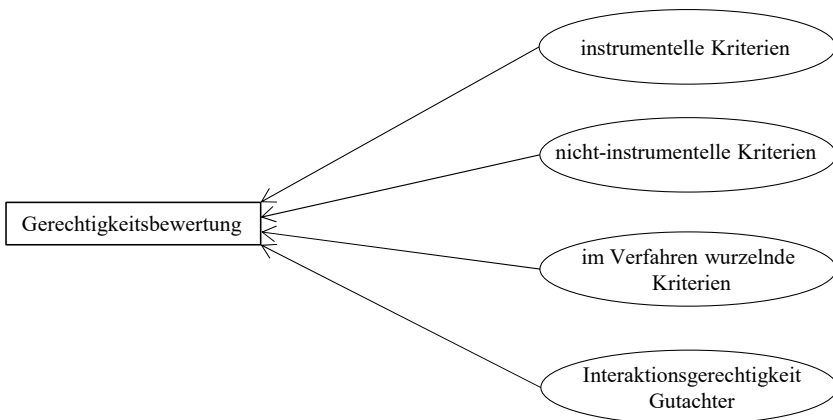 instrumentelle Kriterien
nicht-instrumentelle Kriterien
Gerechtigkeitsbewertung
im Verfahren wurzelnde
Kriterien
Interaktionsgerechtigkeit
Gutachter